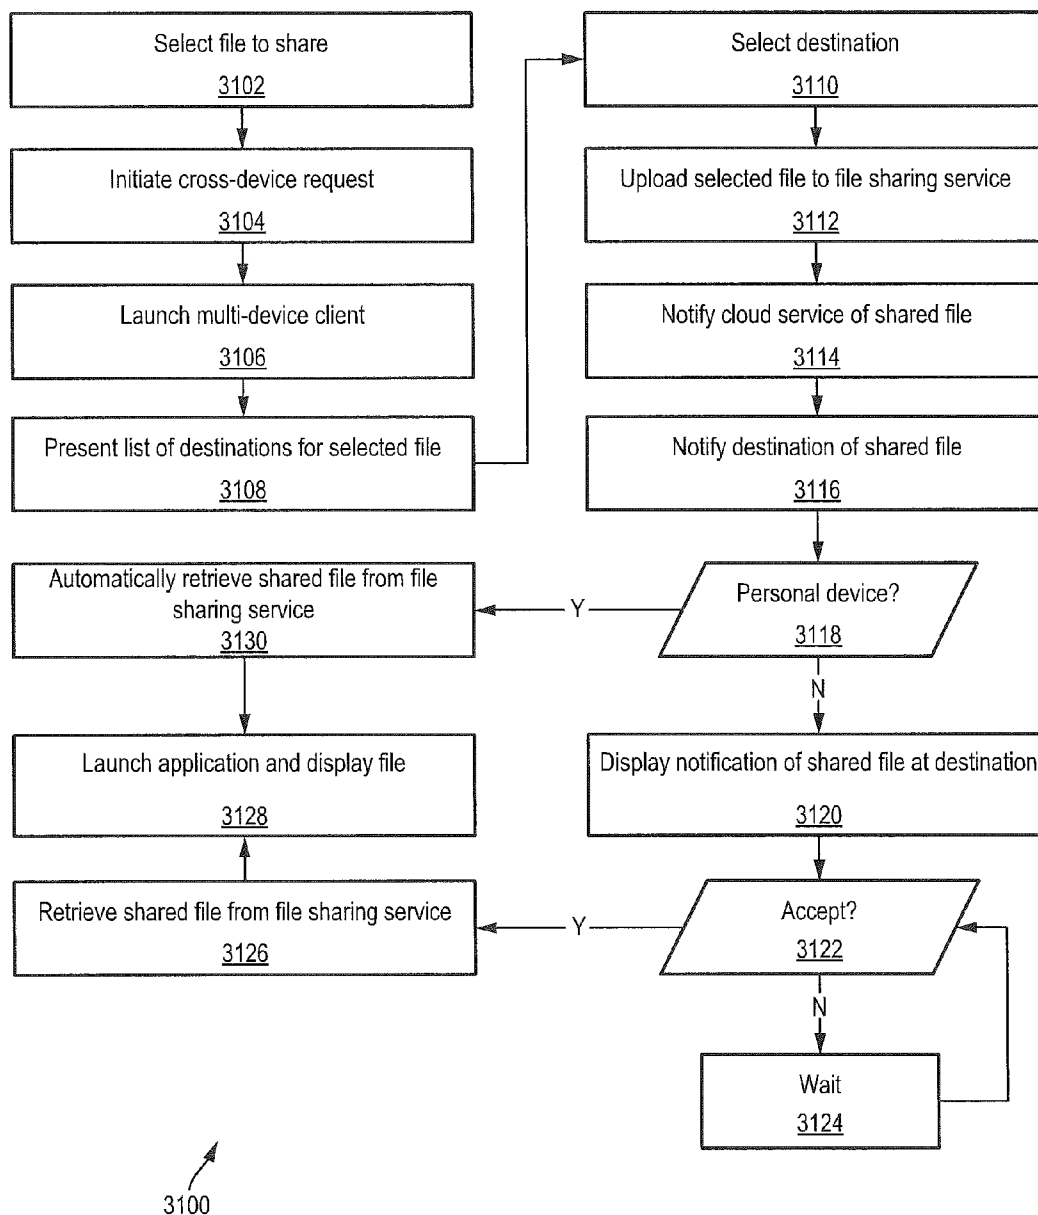 Select file to share
3102
Initiate cross-device request
3104
Launch multi-device client
3106
Present list of destinations for selected file
3108
Select destination
3110
Upload selected file to file sharing service
3112
Notify cloud service of shared file
3114
Notify destination of shared file
3116
Personal device?
3118
Y
Automatically retrieve shared file from file
sharing service
3130
N
Display notification of shared file at destination
3120
Launch application and display file
3128
Accept?
3122
Y
Retrieve shared file from file sharing service
3126
N
Wait
3124
3100